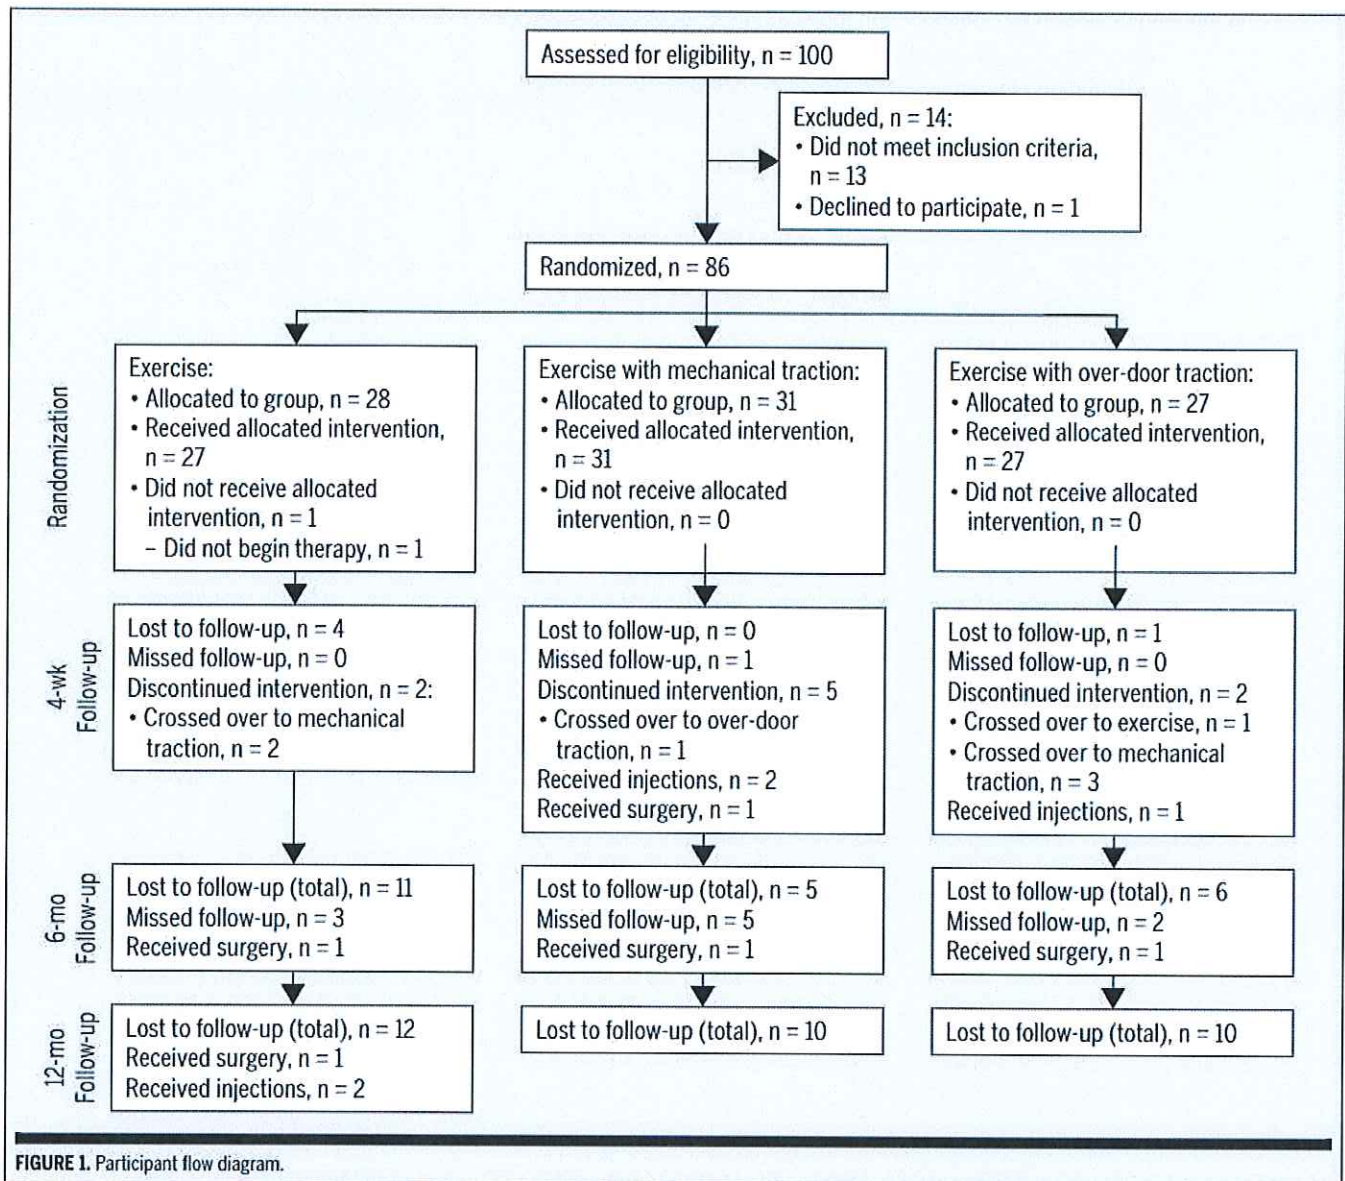 Assessed for eligibility, n = 100
Excluded, n = 14:
• Did not meet inclusion criteria,
n = 13
• Declined to participate, n = 1
Randomized, n = 86
Randomization
Exercise:
• Allocated to group, n = 28
• Received allocated intervention,
n = 27
• Did not receive allocated
intervention, n = 1
– Did not begin therapy, n = 1
Exercise with mechanical traction:
• Allocated to group, n = 31
• Received allocated intervention,
n = 31
• Did not receive allocated
intervention, n = 0
Exercise with over-door traction:
• Allocated to group, n = 27
• Received allocated intervention,
n = 27
• Did not receive allocated
intervention, n = 0
4-wk
Follow-up
Lost to follow-up, n = 4
Missed follow-up, n = 0
Discontinued intervention, n = 2:
• Crossed over to mechanical
traction, n = 2
Lost to follow-up, n = 0
Missed follow-up, n = 1
Discontinued intervention, n = 5
• Crossed over to over-door
traction, n = 1
Received injections, n = 2
Received surgery, n = 1
Lost to follow-up, n = 1
Missed follow-up, n = 0
Discontinued intervention, n = 2
• Crossed over to exercise, n = 1
• Crossed over to mechanical
traction, n = 3
Received injections, n = 1
6-mo
Follow-up
Lost to follow-up (total), n = 11
Missed follow-up, n = 3
Received surgery, n = 1
Lost to follow-up (total), n = 5
Missed follow-up, n = 5
Received surgery, n = 1
Lost to follow-up (total), n = 6
Missed follow-up, n = 2
Received surgery, n = 1
12-mo
Follow-up
Lost to follow-up (total), n = 12
Received surgery, n = 1
Received injections, n = 2
Lost to follow-up (total), n = 10
Lost to follow-up (total), n = 10
FIGURE 1. Participant flow diagram.